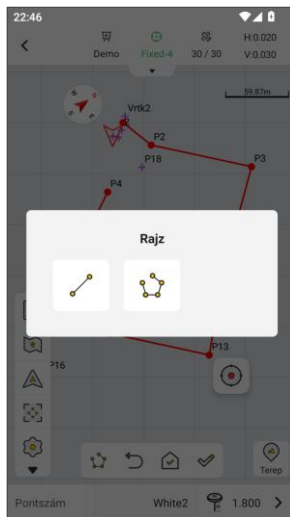 22:46
Demo
Fixed-4
30 / 30
H:0.020
V:0.030
59.87m
Vrtk2
P2
P18
P3
P4
Rajz
P13
P16
Terep
Pontszám
White2
1.800